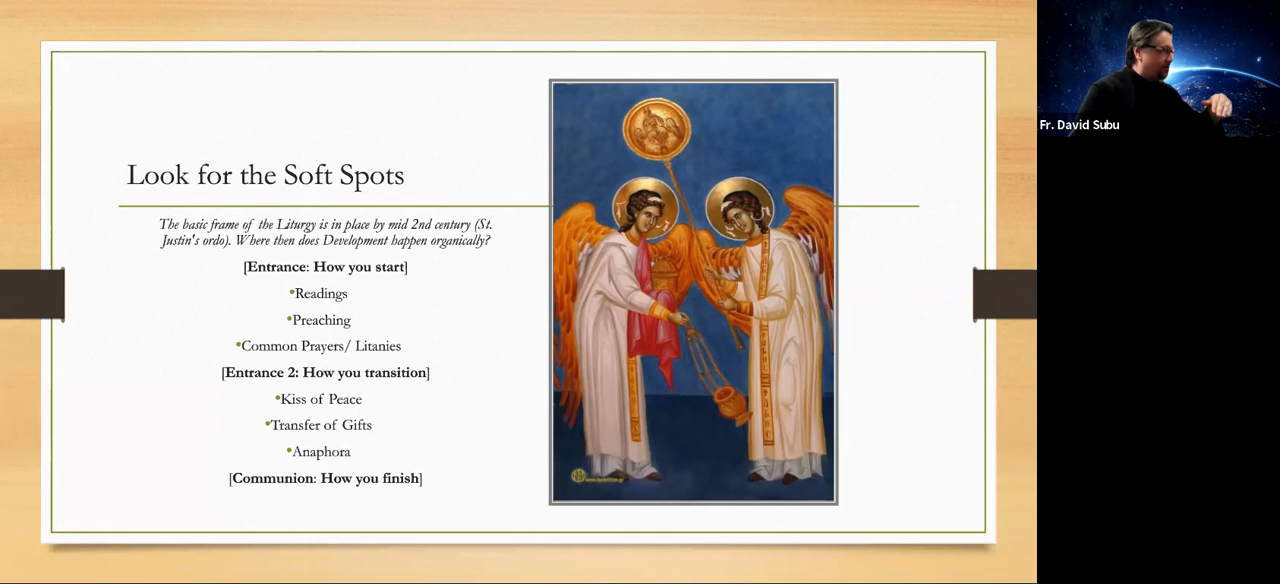 Look for the Soft Spots
The basic frame of the Liturgy is in place by mid 2nd century (St.
Justin's ordo). Where then does Development happen organically?
[Entrance: How you start]
•Readings
•Preaching
•Common Prayers/ Litanies
[Entrance 2: How you transition]
•Kiss of Peace
•Transfer of Gifts
•Anaphora
[Communion: How you finish]
Fr. David Subu